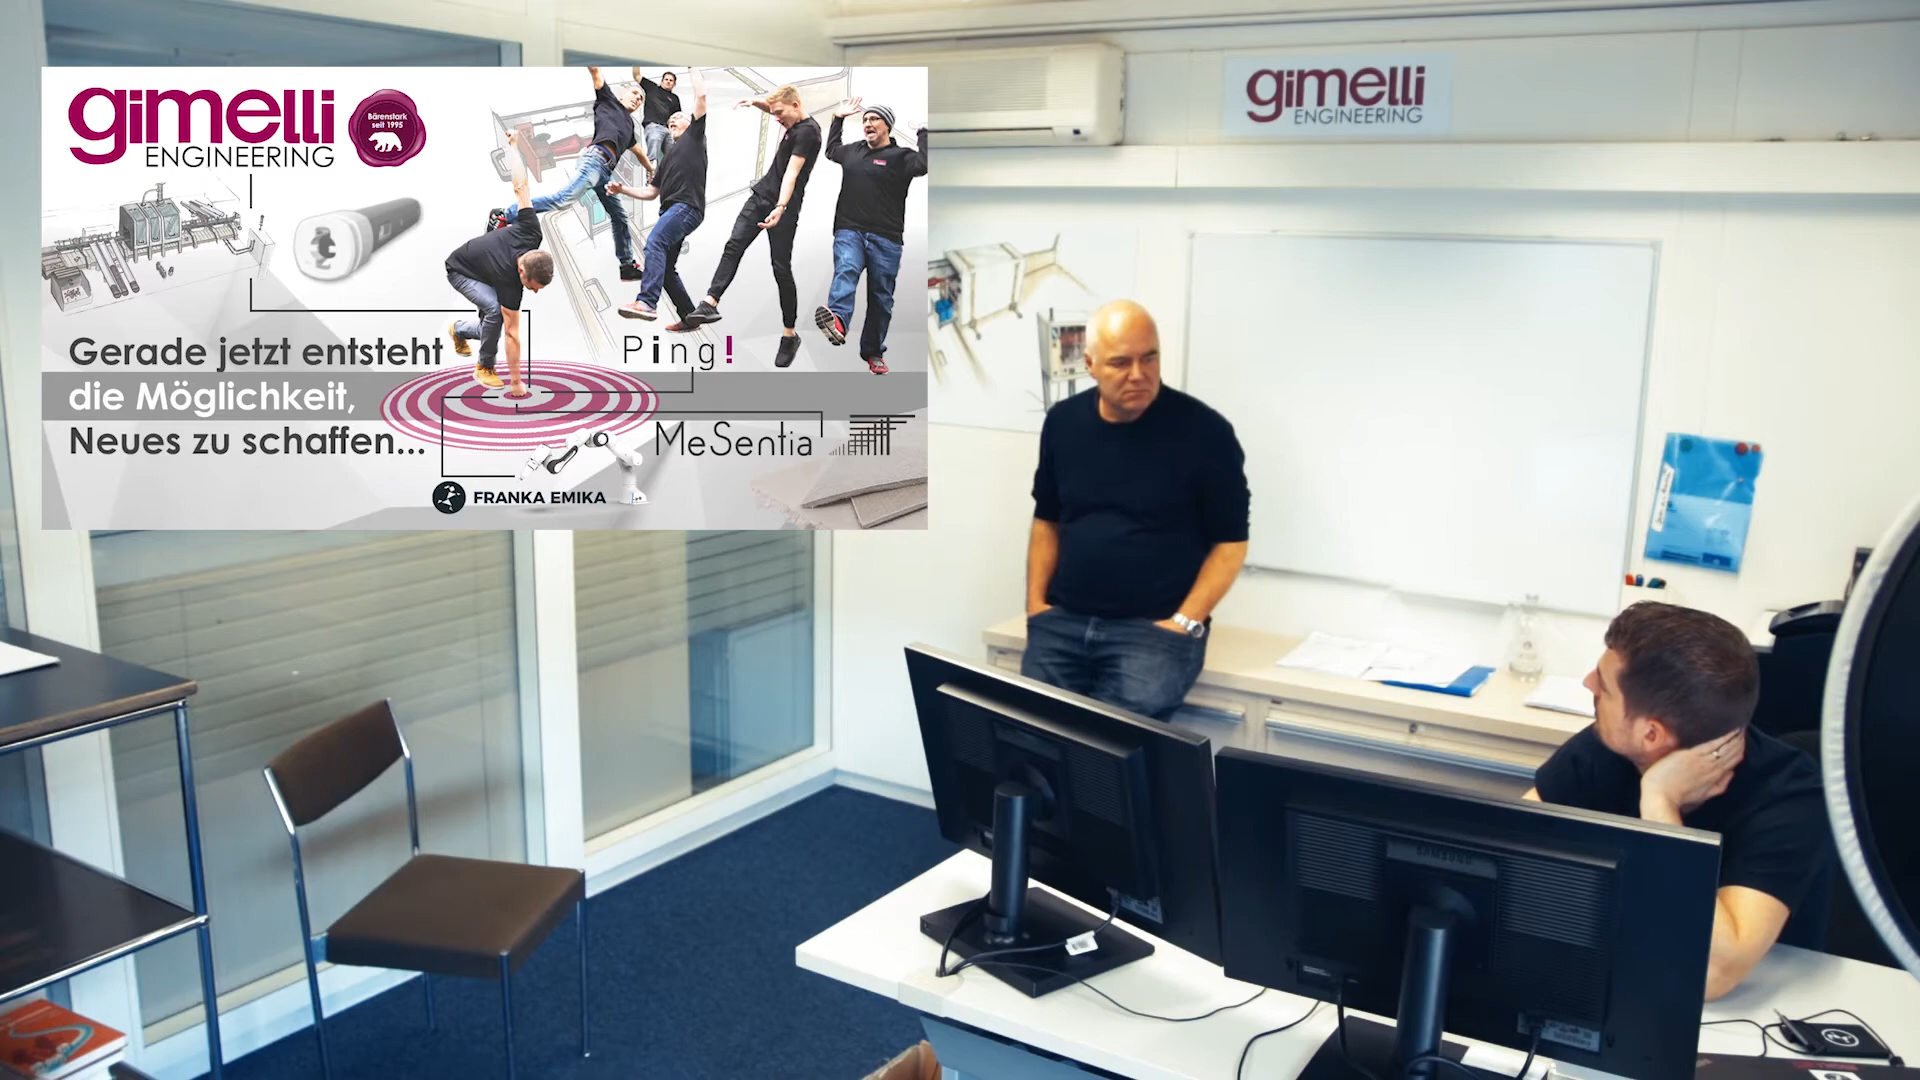 gimelli
ENGINEERING
Bärenstark
seit 1995
Gerade jetzt entsteht
die Möglichkeit,
Neues zu schaffen...
Ping!
MeSentia
FRANKA EMIKA
gimelli
ENGINEERING
SAMSUNG